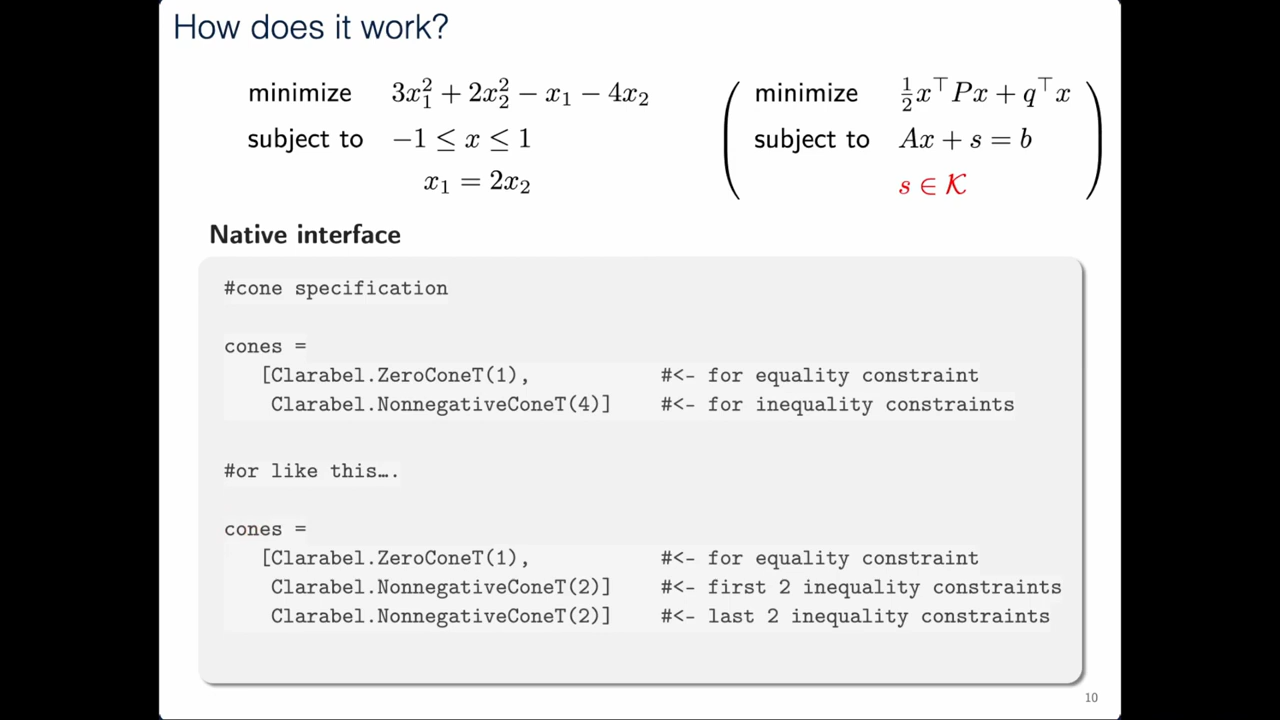 How does it work?
minimize 3x₁² + 2x₂² − x₁ − 4x₂
subject to −1 ≤ x ≤ 1
x₁ = 2x₂
minimize ½x⊤Px + q⊤x
subject to Ax + s = b
s ∈ 𝒦
Native interface
#cone specification
cones =
[Clarabel.ZeroConeT(1), #<- for equality constraint
Clarabel.NonnegativeConeT(4)] #<- for inequality constraints
#or like this….
cones =
[Clarabel.ZeroConeT(1), #<- for equality constraint
Clarabel.NonnegativeConeT(2)] #<- first 2 inequality constraints
Clarabel.NonnegativeConeT(2)] #<- last 2 inequality constraints
10